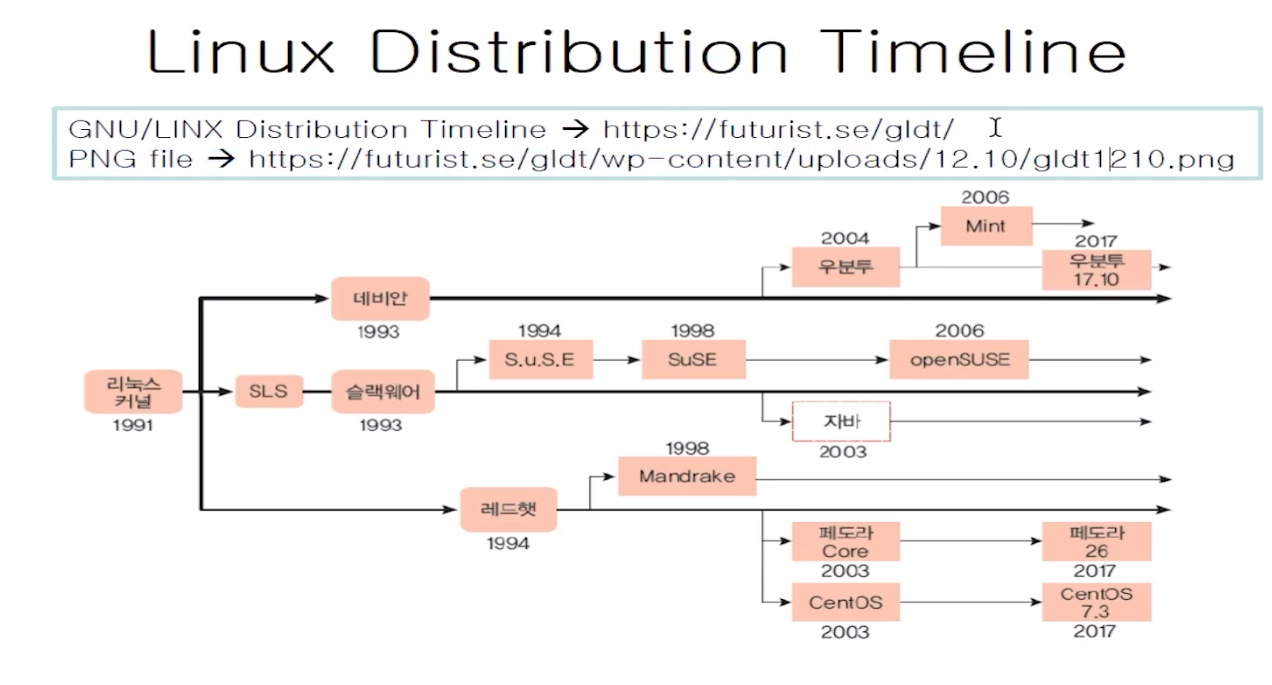 Linux Distribution Timeline
GNU/LINX Distribution Timeline → https://futurist.se/gldt/
PNG file → https://futurist.se/gldt/wp-content/uploads/12.10/gldt1210.png
2006
Mint
2004
우분투
2017
우분투
17.10
데비안
1993
1994
S.u.S.E
1998
SuSE
2006
openSUSE
리눅스
커널
1991
SLS
슬랙웨어
1993
자바
2003
1998
Mandrake
레드햇
1994
페도라
Core
2003
페도라
26
2017
CentOS
2003
CentOS
7.3
2017